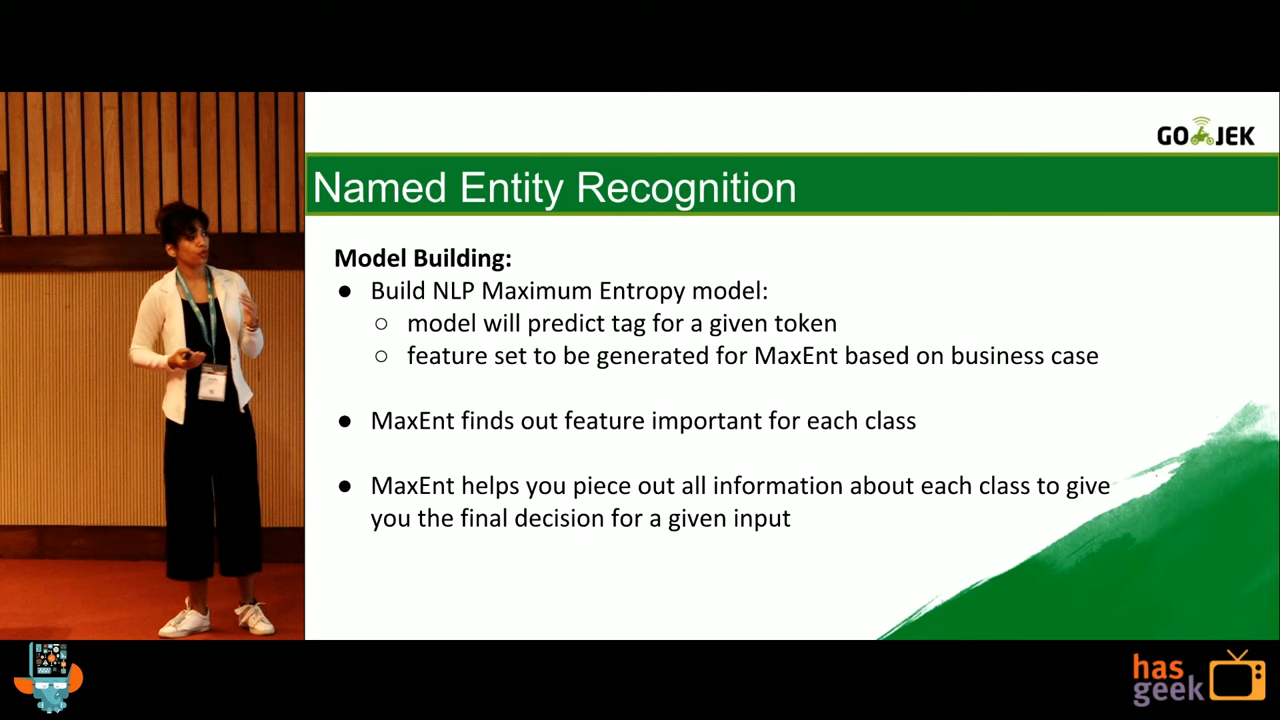 GO JEK
Named Entity Recognition
Model Building:
● Build NLP Maximum Entropy model:
○ model will predict tag for a given token
○ feature set to be generated for MaxEnt based on business case
● MaxEnt finds out feature important for each class
● MaxEnt helps you piece out all information about each class to give
you the final decision for a given input
has
geek